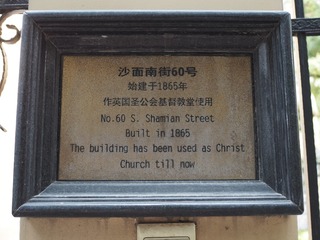 沙面南街60号
始建于1865年
作英国圣公会基督教堂使用
No.60 S. Shamian Street
Built in 1865
The building has been used as Christ
Church till now